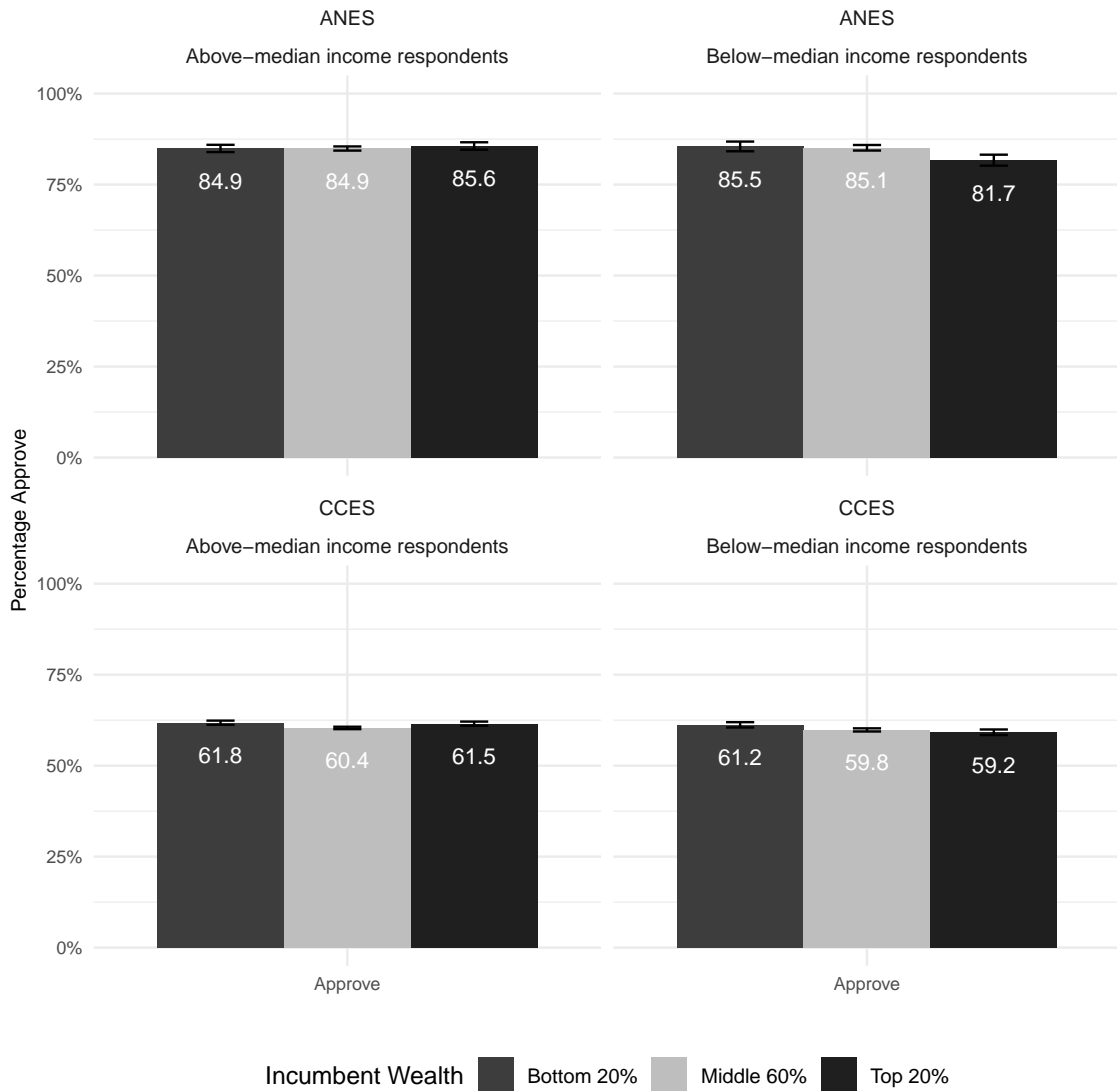 ANES
Above−median income respondents
ANES
Below−median income respondents
100%
75%
50%
25%
0%
84.9
84.9
85.6
85.5
85.1
81.7
Percentage Approve
CCES
Above−median income respondents
CCES
Below−median income respondents
100%
75%
50%
25%
0%
61.8
60.4
61.5
61.2
59.8
59.2
Approve
Approve
Incumbent Wealth Bottom 20% Middle 60% Top 20%